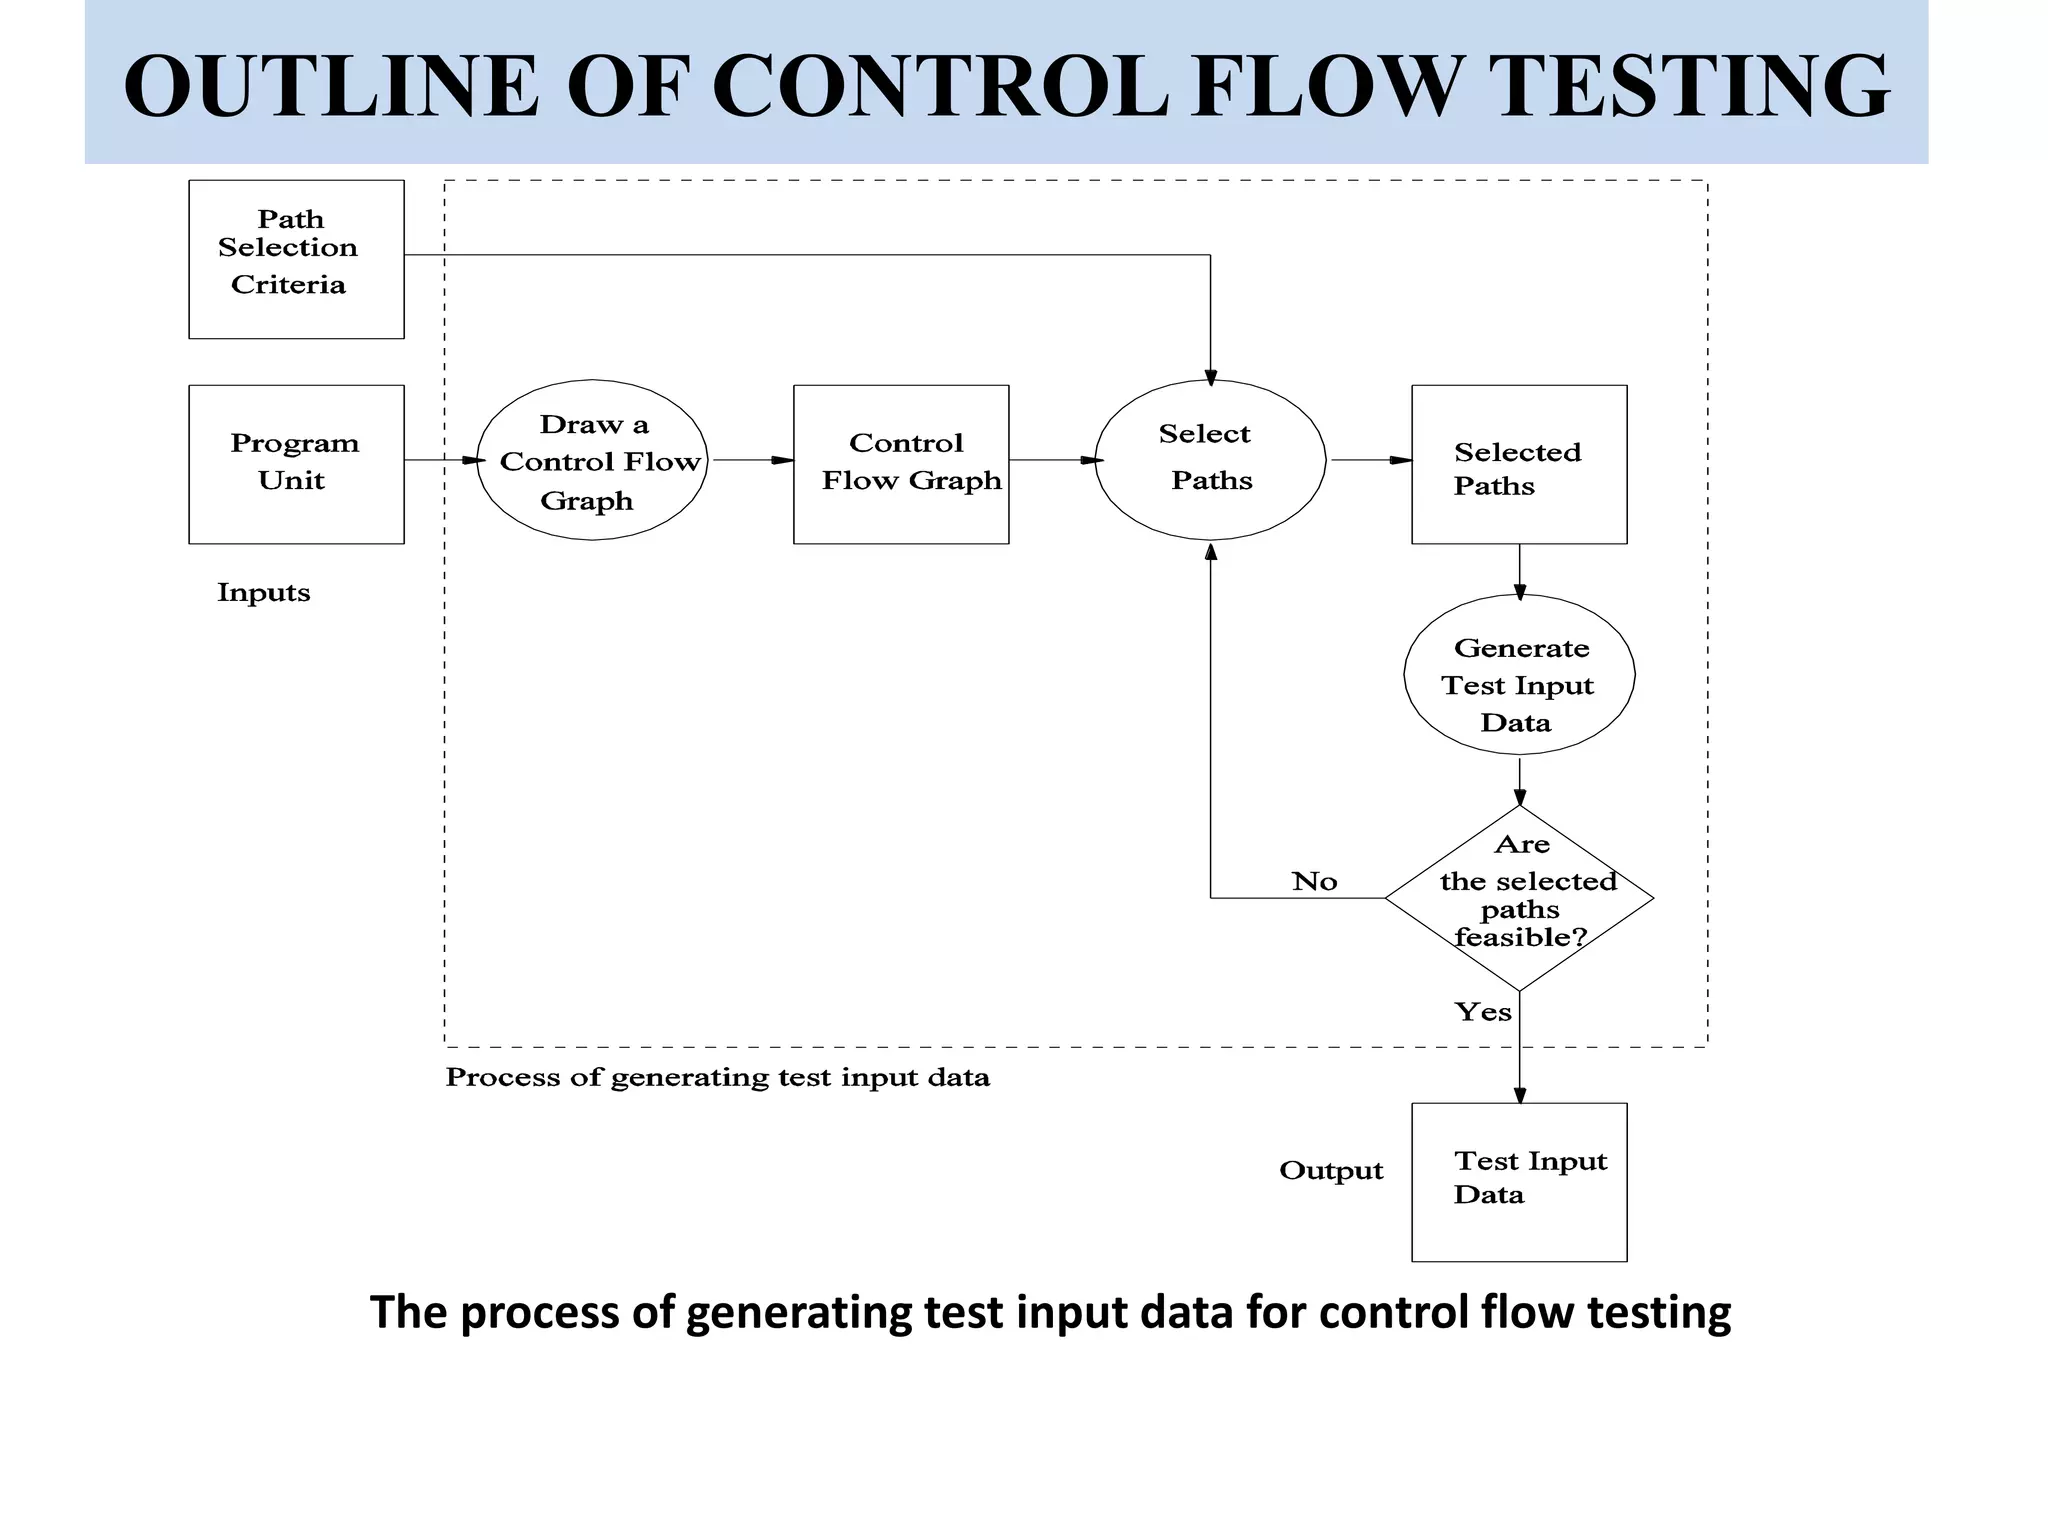 OUTLINE OF CONTROL FLOW TESTING
Path
Selection
Criteria
Program
Unit
Inputs
Draw a
Control Flow
Graph
Control
Flow Graph
Select
Paths
Selected
Paths
Generate
Test Input
Data
Are
the selected
paths
feasible?
No
Yes
Process of generating test input data
Output
Test Input
Data
The process of generating test input data for control flow testing